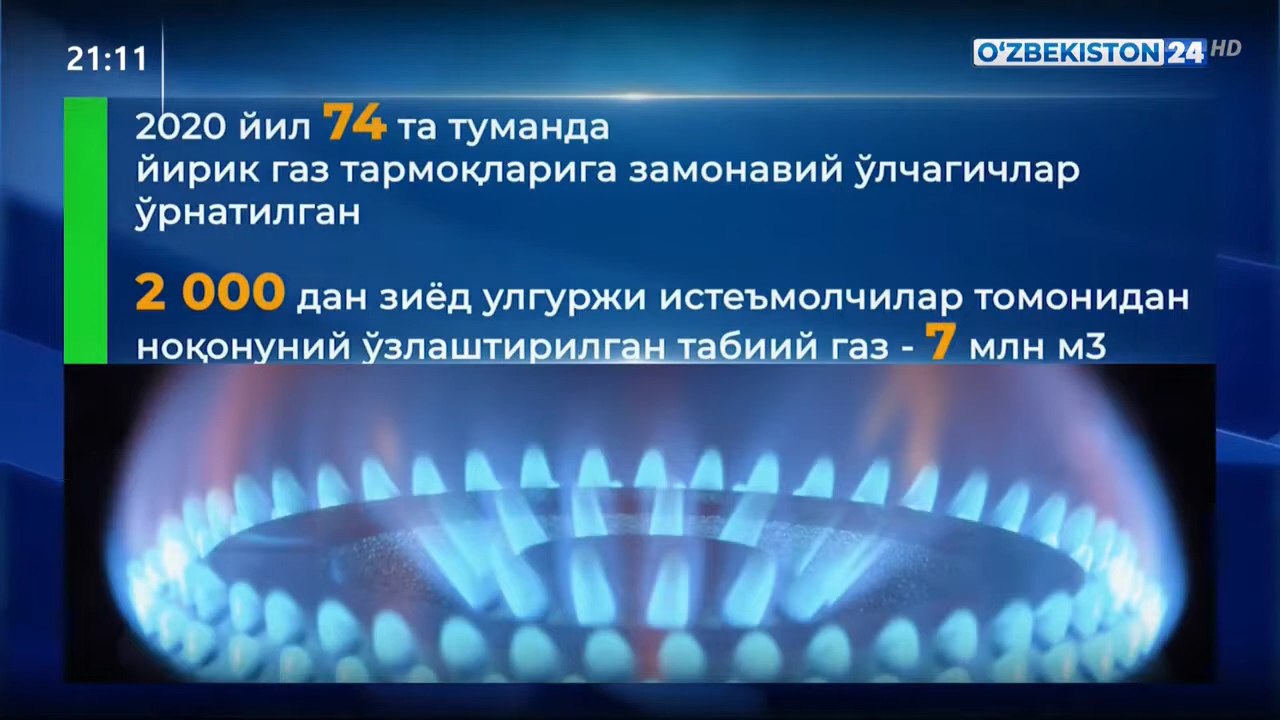 21:11
O‘ZBEKISTON 24 HD
2020 йил 74 та туманда
йирик газ тармоқларига замонавий ўлчагичлар
ўрнатилган
2 000 дан зиёд улгуржи истеъмолчилар томонидан
ноқонуний ўзлаштирилган табиий газ - 7 млн м3